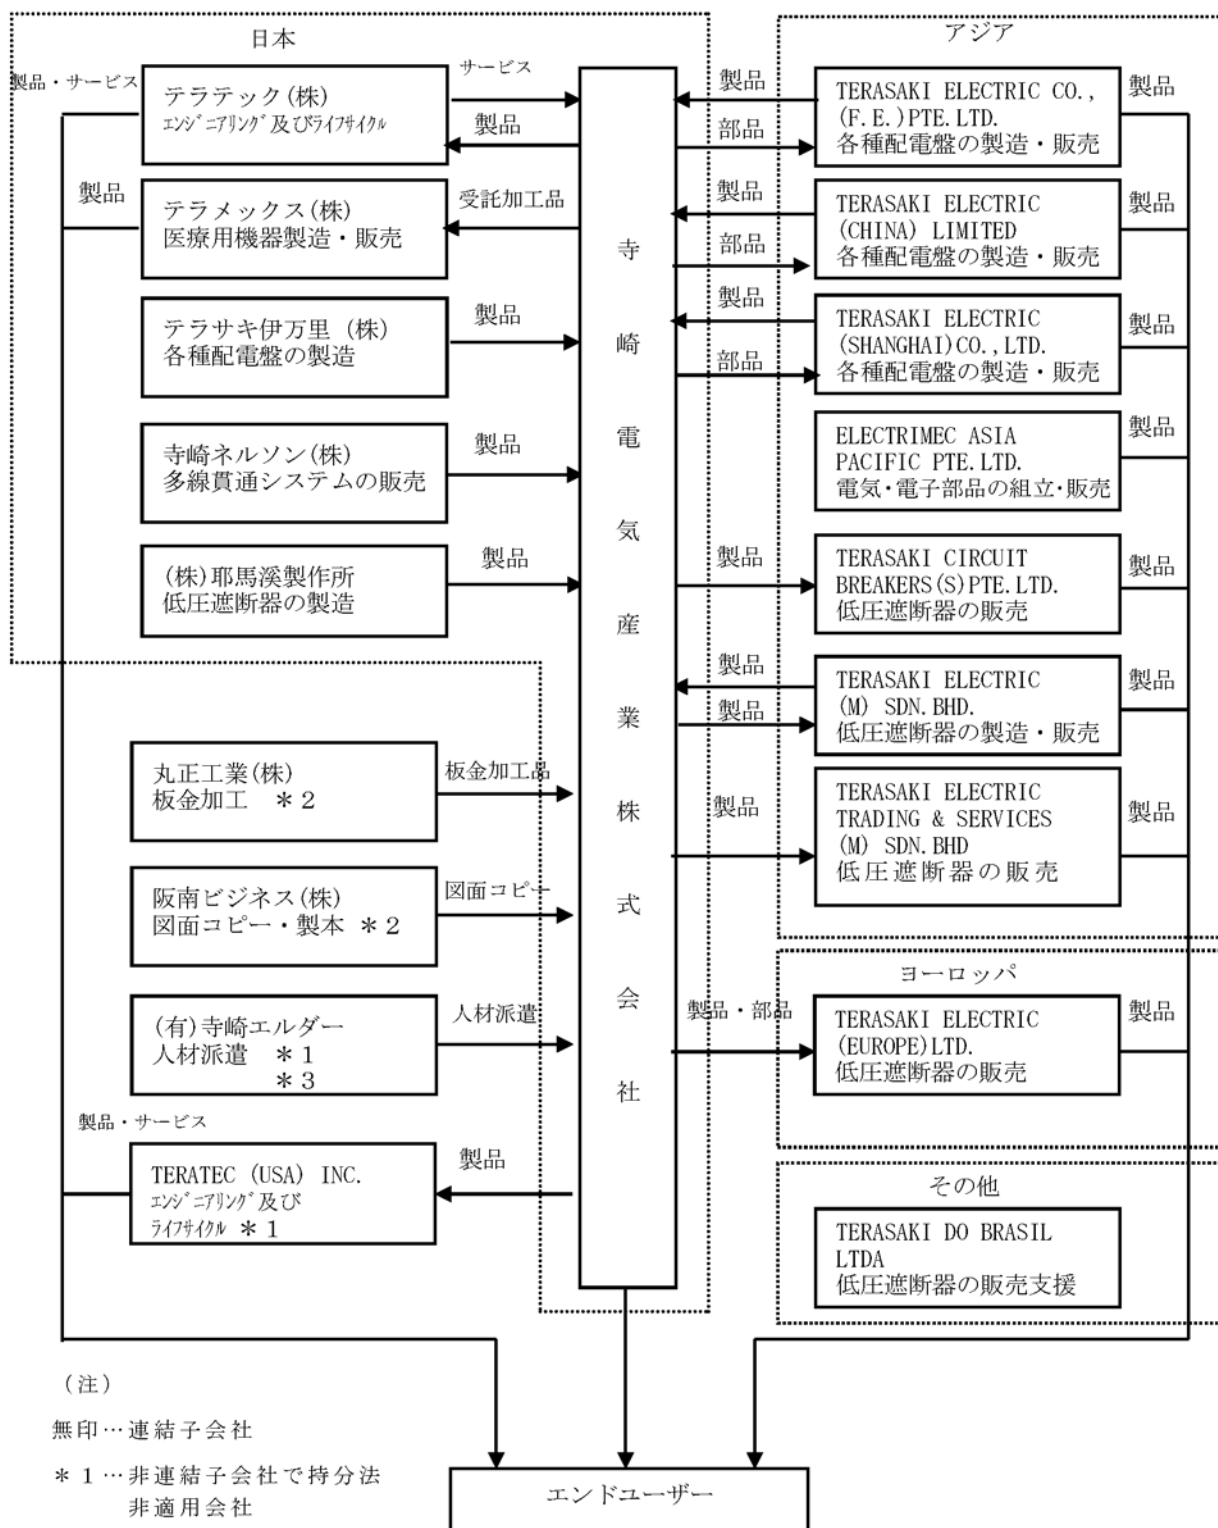 日本
製品・サービス
テラテック(株)
エンジニアリング及びライフサイクル
サービス
製品
製品
テラメックス(株)
医療用機器製造・販売
受託加工品
テラサキ伊万里 (株)
各種配電盤の製造
製品
寺崎ネルソン(株)
多線貫通システムの販売
製品
(株)耶馬溪製作所
低圧遮断器の製造
製品
丸正工業(株)
板金加工 *2
板金加工品
阪南ビジネス(株)
図面コピー・製本 *2
図面コピー
(有)寺崎エルダー
人材派遣 *1
*3
人材派遣
製品・サービス
TERATEC (USA) INC.
エンジニアリング及び
ライフサイクル *1
製品
寺崎電気産業株式会社
アジア
製品
部品
TERASAKI ELECTRIC CO.,
(F.E.)PTE.LTD.
各種配電盤の製造・販売
製品
製品
部品
TERASAKI ELECTRIC
(CHINA) LIMITED
各種配電盤の製造・販売
製品
製品
部品
TERASAKI ELECTRIC
(SHANGHAI)CO.,LTD.
各種配電盤の製造・販売
製品
ELECTRIMEC ASIA
PACIFIC PTE.LTD.
電気・電子部品の組立・販売
製品
製品
TERASAKI CIRCUIT
BREAKERS(S)PTE.LTD.
低圧遮断器の販売
製品
製品
製品
TERASAKI ELECTRIC
(M) SDN.BHD.
低圧遮断器の製造・販売
製品
製品
TERASAKI ELECTRIC
TRADING & SERVICES
(M) SDN.BHD
低圧遮断器の販売
製品
ヨーロッパ
製品・部品
TERASAKI ELECTRIC
(EUROPE)LTD.
低圧遮断器の販売
製品
その他
TERASAKI DO BRASIL
LTDA
低圧遮断器の販売支援
(注)
無印…連結子会社
*1…非連結子会社で持分法
非適用会社
エンドユーザー